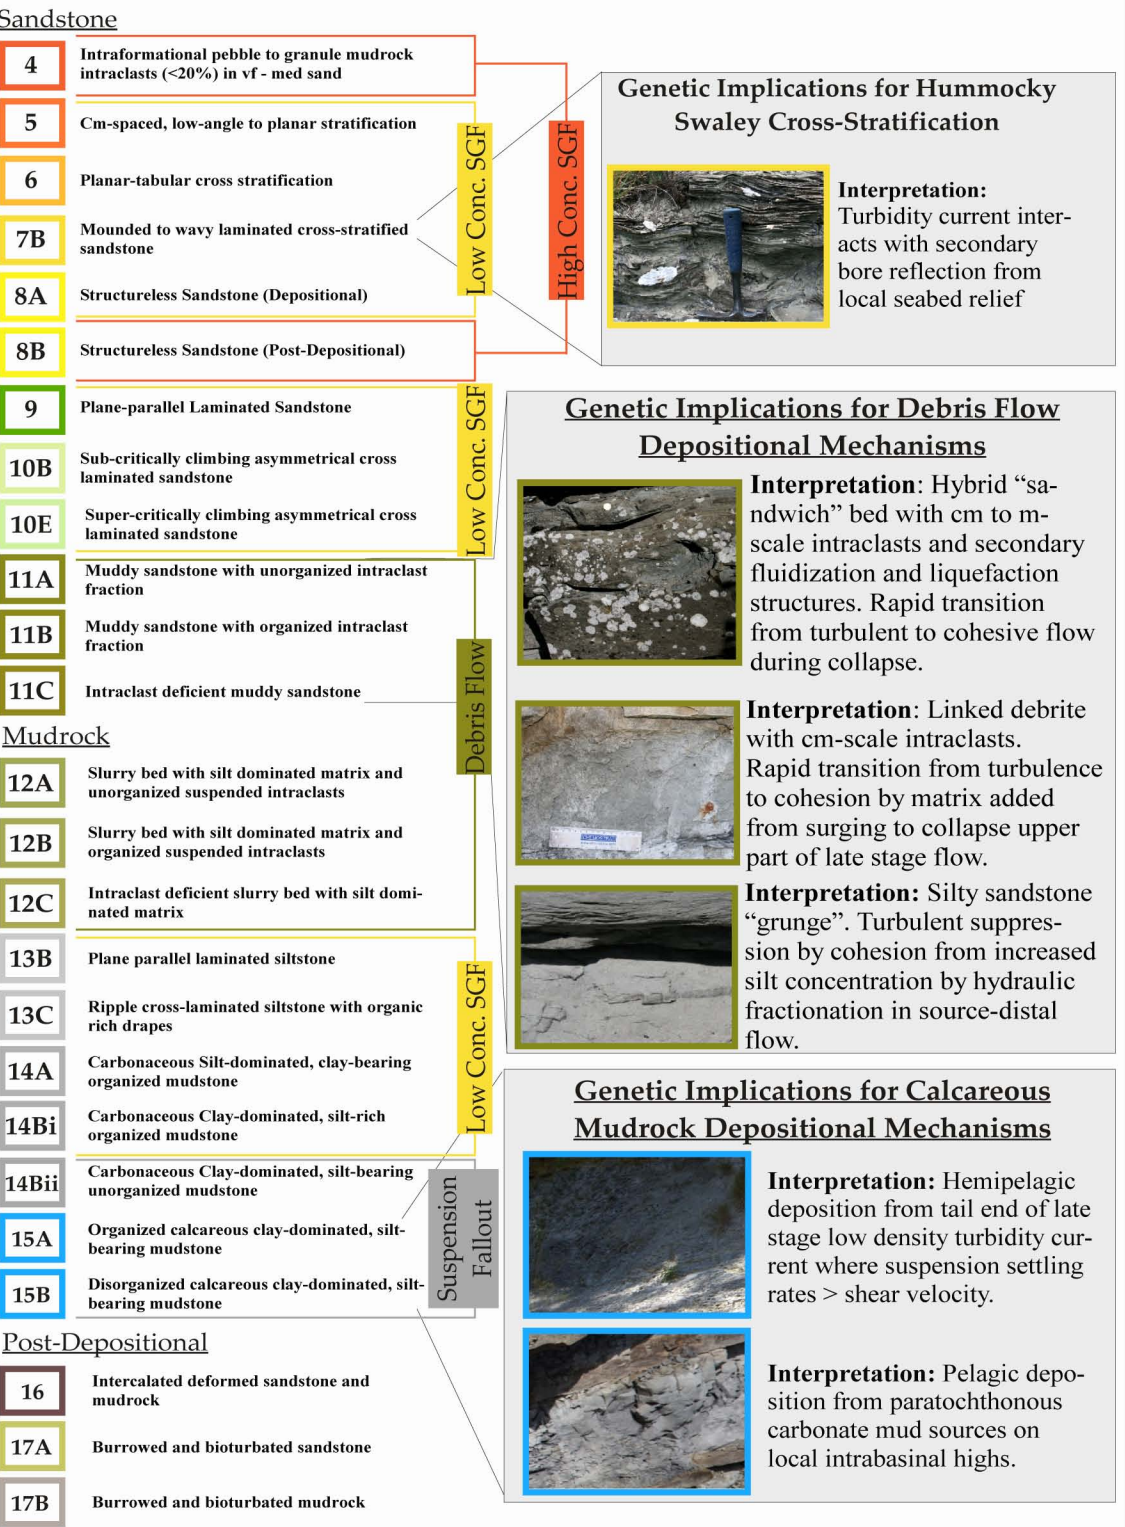 Sandstone
4
Intraformational pebble to granule mudrock
intraclasts (<20%) in vf - med sand
5
Cm-spaced, low-angle to planar stratification
6
Planar-tabular cross stratification
7B
Mounded to wavy laminated cross-stratified
sandstone
8A
Structureless Sandstone (Depositional)
8B
Structureless Sandstone (Post-Depositional)
9
Plane-parallel Laminated Sandstone
10B
Sub-critically climbing asymmetrical cross
laminated sandstone
10E
Super-critically climbing asymmetrical cross
laminated sandstone
11A
Muddy sandstone with unorganized intraclast
fraction
11B
Muddy sandstone with organized intraclast
fraction
11C
Intraclast deficient muddy sandstone
Mudrock
12A
Slurry bed with silt dominated matrix and
unorganized suspended intraclasts
12B
Slurry bed with silt dominated matrix and
organized suspended intraclasts
12C
Intraclast deficient slurry bed with silt domi-
nated matrix
13B
Plane parallel laminated siltstone
13C
Ripple cross-laminated siltstone with organic
rich drapes
14A
Carbonaceous Silt-dominated, clay-bearing
organized mudstone
14Bi
Carbonaceous Clay-dominated, silt-rich
organized mudstone
14Bii
Carbonaceous Clay-dominated, silt-bearing
unorganized mudstone
15A
Organized calcareous clay-dominated, silt-
bearing mudstone
15B
Disorganized calcareous clay-dominated, silt-
bearing mudstone
Post-Depositional
16
Intercalated deformed sandstone and
mudrock
17A
Burrowed and bioturbated sandstone
17B
Burrowed and bioturbated mudrock
Low Conc. SGF
High Conc. SGF
Low Conc. SGF
Debris Flow
Low Conc. SGF
Suspension
Fallout
Genetic Implications for Hummocky
Swaley Cross-Stratification
Interpretation:
Turbidity current inter-
acts with secondary
bore reflection from
local seabed relief
Genetic Implications for Debris Flow
Depositional Mechanisms
Interpretation: Hybrid “sa-
ndwich” bed with cm to m-
scale intraclasts and secondary
fluidization and liquefaction
structures. Rapid transition
from turbulent to cohesive flow
during collapse.
Interpretation: Linked debrite
with cm-scale intraclasts.
Rapid transition from turbulence
to cohesion by matrix added
from surging to collapse upper
part of late stage flow.
Interpretation: Silty sandstone
“grunge”. Turbulent suppres-
sion by cohesion from increased
silt concentration by hydraulic
fractionation in source-distal
flow.
Genetic Implications for Calcareous
Mudrock Depositional Mechanisms
Interpretation: Hemipelagic
deposition from tail end of late
stage low density turbidity cur-
rent where suspension settling
rates > shear velocity.
Interpretation: Pelagic depo-
sition from paratochthonous
carbonate mud sources on
local intrabasinal highs.